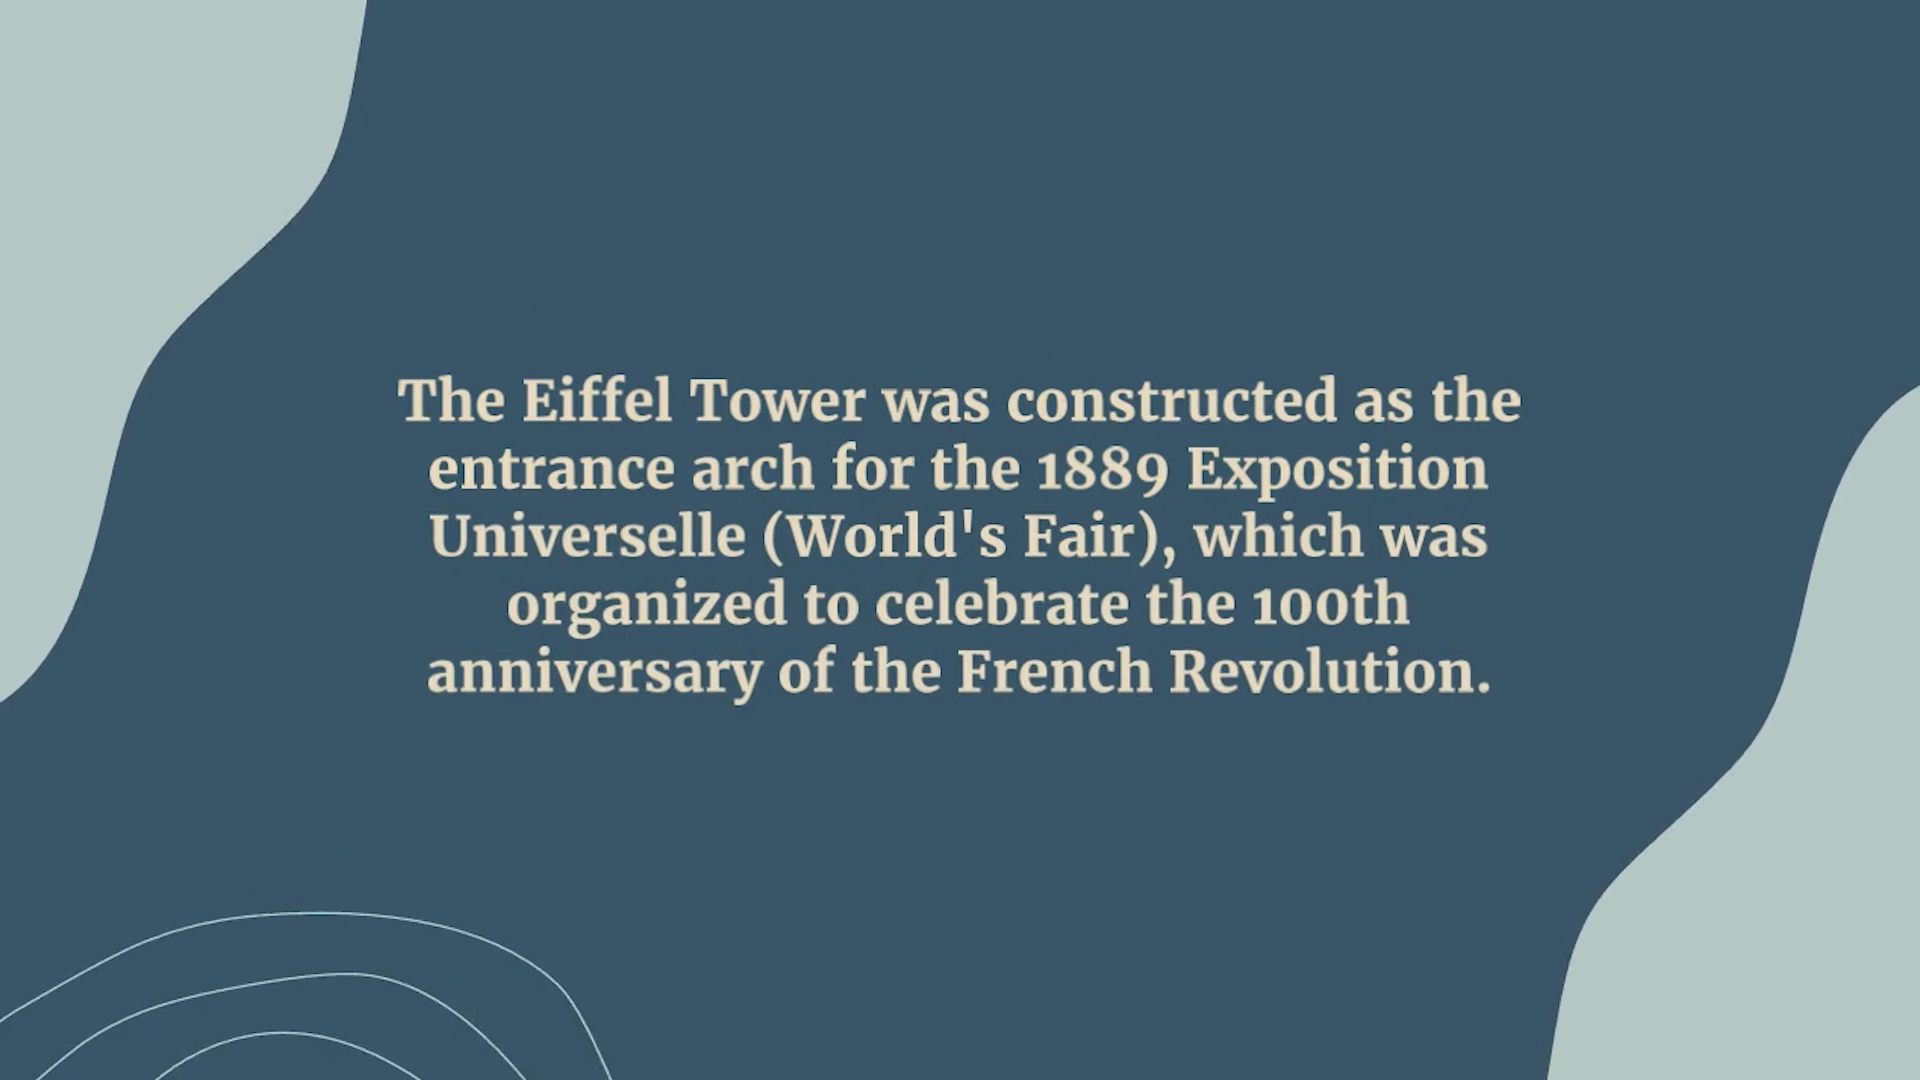 The Eiffel Tower was constructed as the
entrance arch for the 1889 Exposition
Universelle (World's Fair), which was
organized to celebrate the 100th
anniversary of the French Revolution.